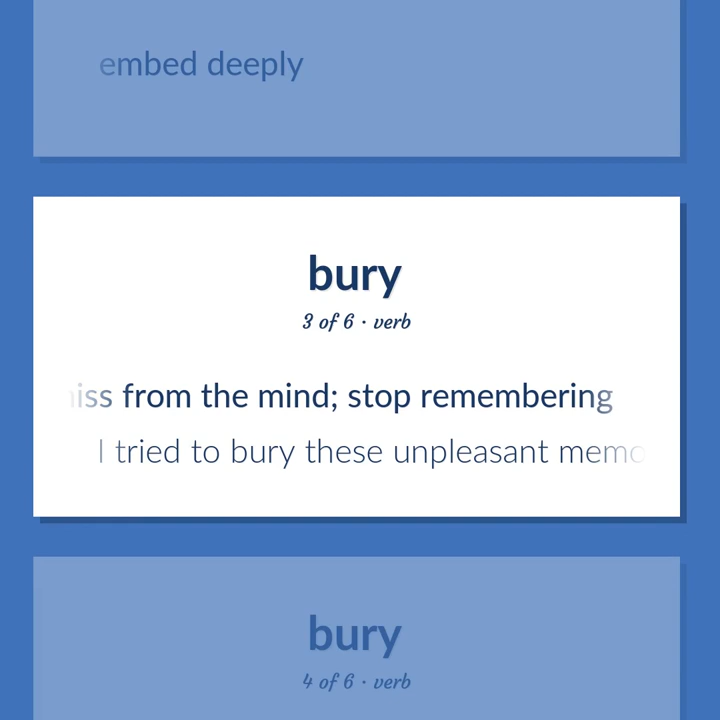 embed deeply
bury
3 of 6 · verb
from the mind; stop remembering
I tried to bury these unpleasant
bury
4 of 6 · verb